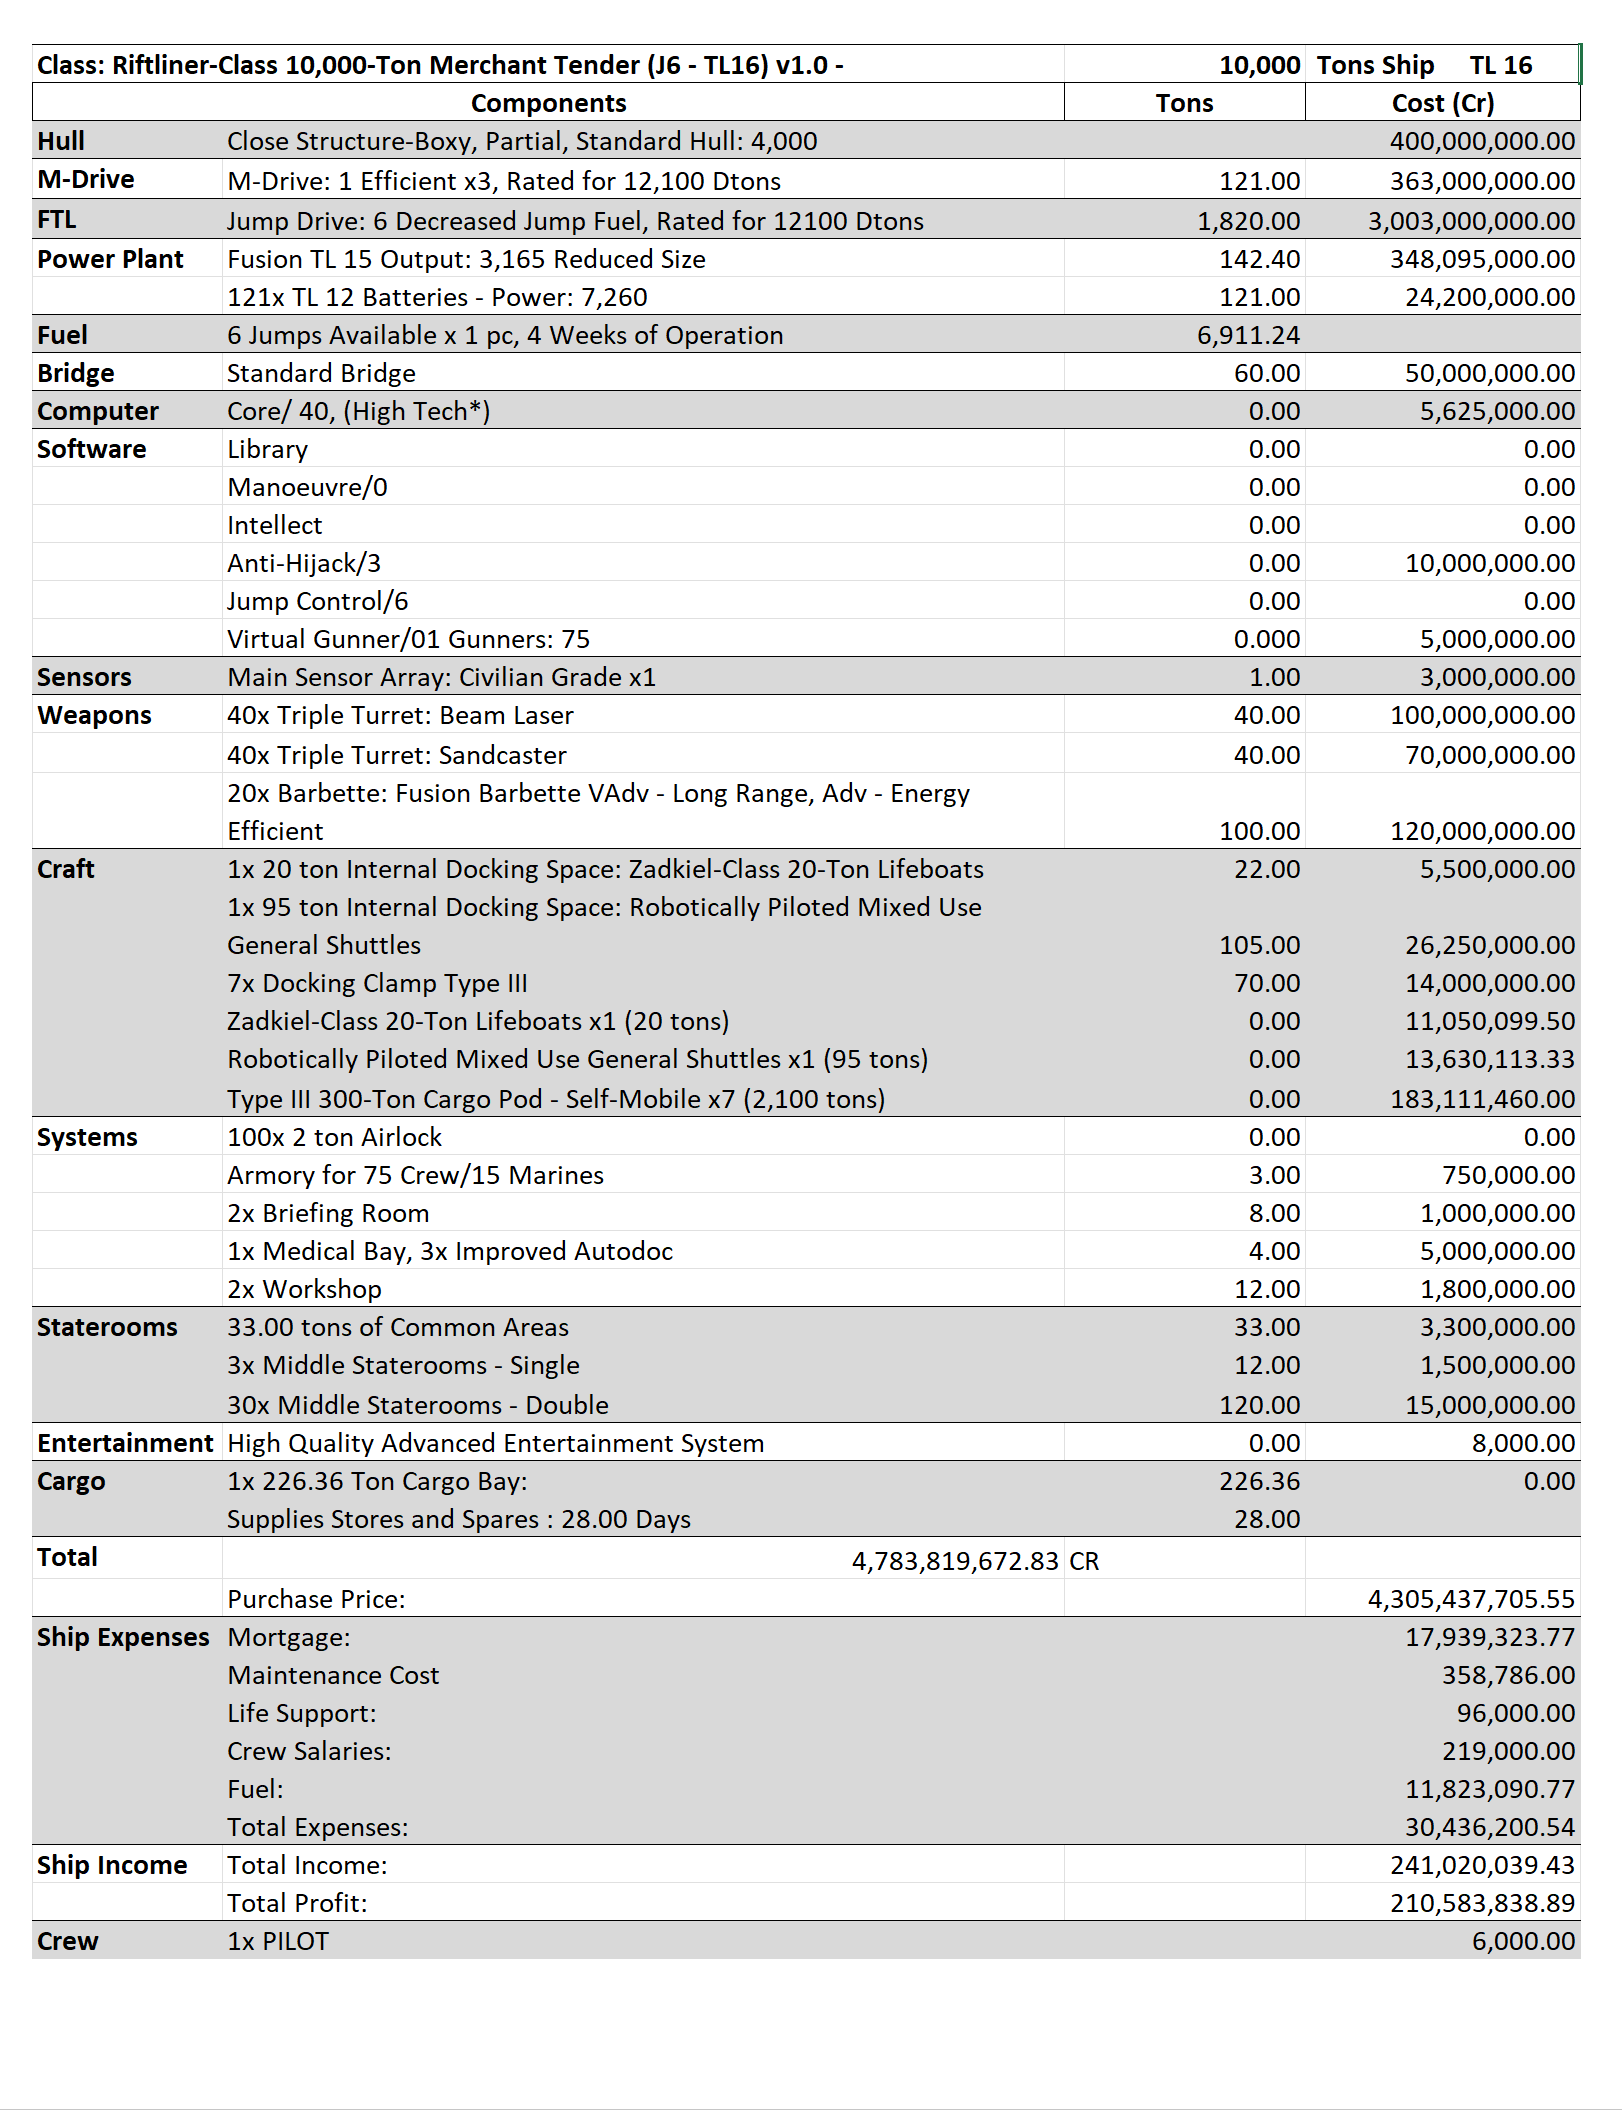 Class: Riftliner-Class 10,000-Ton Merchant Tender (J6 - TL16) v1.0 - 10,000 Tons Ship TL 16
Components Tons Cost (Cr)
Hull Close Structure-Boxy, Partial, Standard Hull: 4,000 400,000,000.00
M-Drive M-Drive: 1 Efficient x3, Rated for 12,100 Dtons 121.00 363,000,000.00
FTL Jump Drive: 6 Decreased Jump Fuel, Rated for 12100 Dtons 1,820.00 3,003,000,000.00
Power Plant Fusion TL 15 Output: 3,165 Reduced Size 142.40 348,095,000.00
121x TL 12 Batteries - Power: 7,260 121.00 24,200,000.00
Fuel 6 Jumps Available x 1 pc, 4 Weeks of Operation 6,911.24
Bridge Standard Bridge 60.00 50,000,000.00
Computer Core/ 40, (High Tech*) 0.00 5,625,000.00
Software Library 0.00 0.00
Manoeuvre/0 0.00 0.00
Intellect 0.00 0.00
Anti-Hijack/3 0.00 10,000,000.00
Jump Control/6 0.00 0.00
Virtual Gunner/01 Gunners: 75 0.000 5,000,000.00
Sensors Main Sensor Array: Civilian Grade x1 1.00 3,000,000.00
Weapons 40x Triple Turret: Beam Laser 40.00 100,000,000.00
40x Triple Turret: Sandcaster 40.00 70,000,000.00
20x Barbette: Fusion Barbette VAdv - Long Range, Adv - Energy
Efficient 100.00 120,000,000.00
Craft 1x 20 ton Internal Docking Space: Zadkiel-Class 20-Ton Lifeboats 22.00 5,500,000.00
1x 95 ton Internal Docking Space: Robotically Piloted Mixed Use
General Shuttles 105.00 26,250,000.00
7x Docking Clamp Type III 70.00 14,000,000.00
Zadkiel-Class 20-Ton Lifeboats x1 (20 tons) 0.00 11,050,099.50
Robotically Piloted Mixed Use General Shuttles x1 (95 tons) 0.00 13,630,113.33
Type III 300-Ton Cargo Pod - Self-Mobile x7 (2,100 tons) 0.00 183,111,460.00
Systems 100x 2 ton Airlock 0.00 0.00
Armory for 75 Crew/15 Marines 3.00 750,000.00
2x Briefing Room 8.00 1,000,000.00
1x Medical Bay, 3x Improved Autodoc 4.00 5,000,000.00
2x Workshop 12.00 1,800,000.00
Staterooms 33.00 tons of Common Areas 33.00 3,300,000.00
3x Middle Staterooms - Single 12.00 1,500,000.00
30x Middle Staterooms - Double 120.00 15,000,000.00
Entertainment High Quality Advanced Entertainment System 0.00 8,000.00
Cargo 1x 226.36 Ton Cargo Bay: 226.36 0.00
Supplies Stores and Spares : 28.00 Days 28.00
Total 4,783,819,672.83 CR
Purchase Price: 4,305,437,705.55
Ship Expenses Mortgage: 17,939,323.77
Maintenance Cost 358,786.00
Life Support: 96,000.00
Crew Salaries: 219,000.00
Fuel: 11,823,090.77
Total Expenses: 30,436,200.54
Ship Income Total Income: 241,020,039.43
Total Profit: 210,583,838.89
Crew 1x PILOT 6,000.00